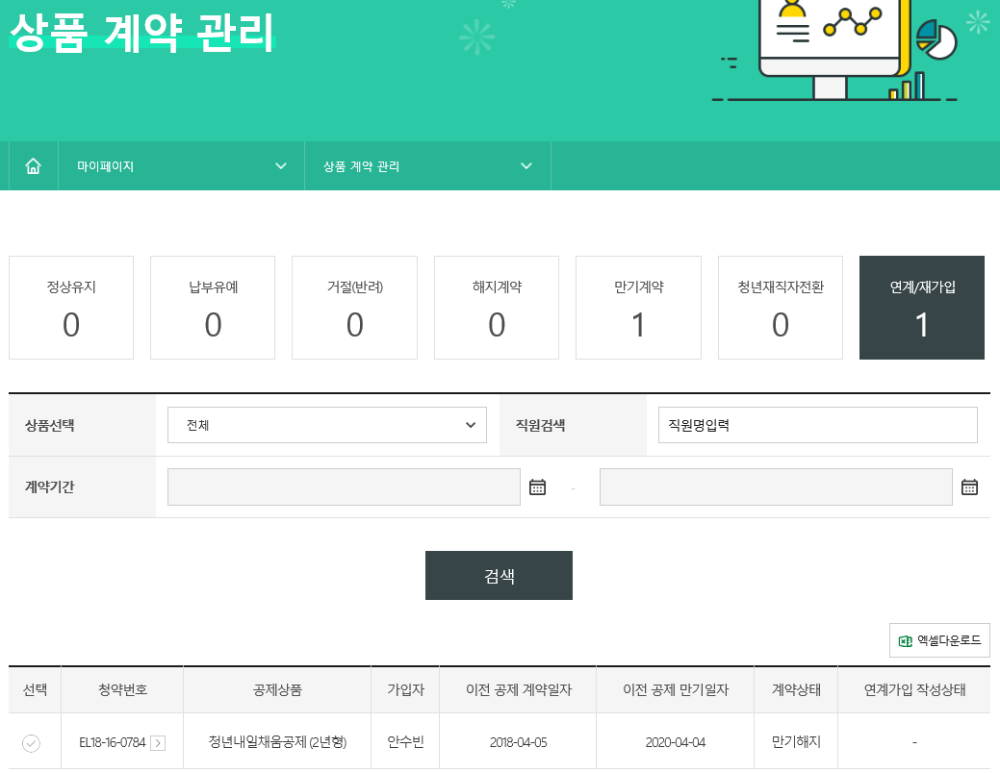 상품 계약 관리
마이페이지 상품 계약 관리
정상유지 납부유예 거절(반려) 해지계약 만기계약 청년재직자전환 연계/재가입
0 0 0 0 1 0 1
상품선택 전체 직원검색 직원명입력
계약기간 -
검색
엑셀다운로드
선택 청약번호 공제상품 가입자 이전 공제 계약일자 이전 공제 만기일자 계약상태 연계가입 작성상태
EL18-16-0784 청년내일채움공제 (2년형) 안수빈 2018-04-05 2020-04-04 만기해지 -